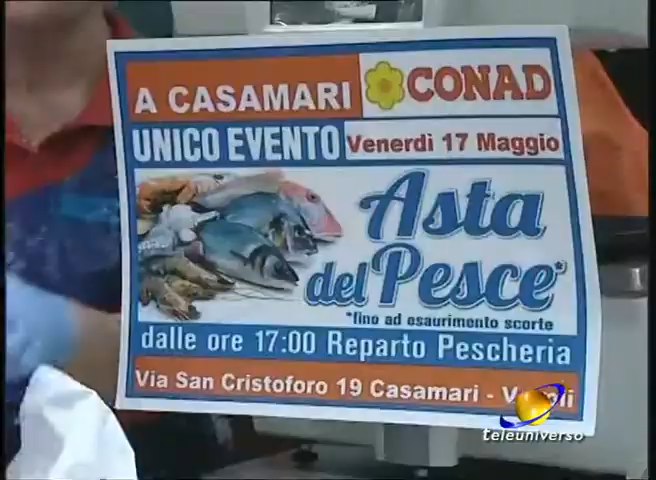 A CASAMARI CONAD
UNICO EVENTO Venerdì 17 Maggio
Asta
del Pesce*
*fino ad esaurimento scorte
dalle ore 17:00 Reparto Pescheria
Via San Cristoforo 19 Casamari -
teleuniverso